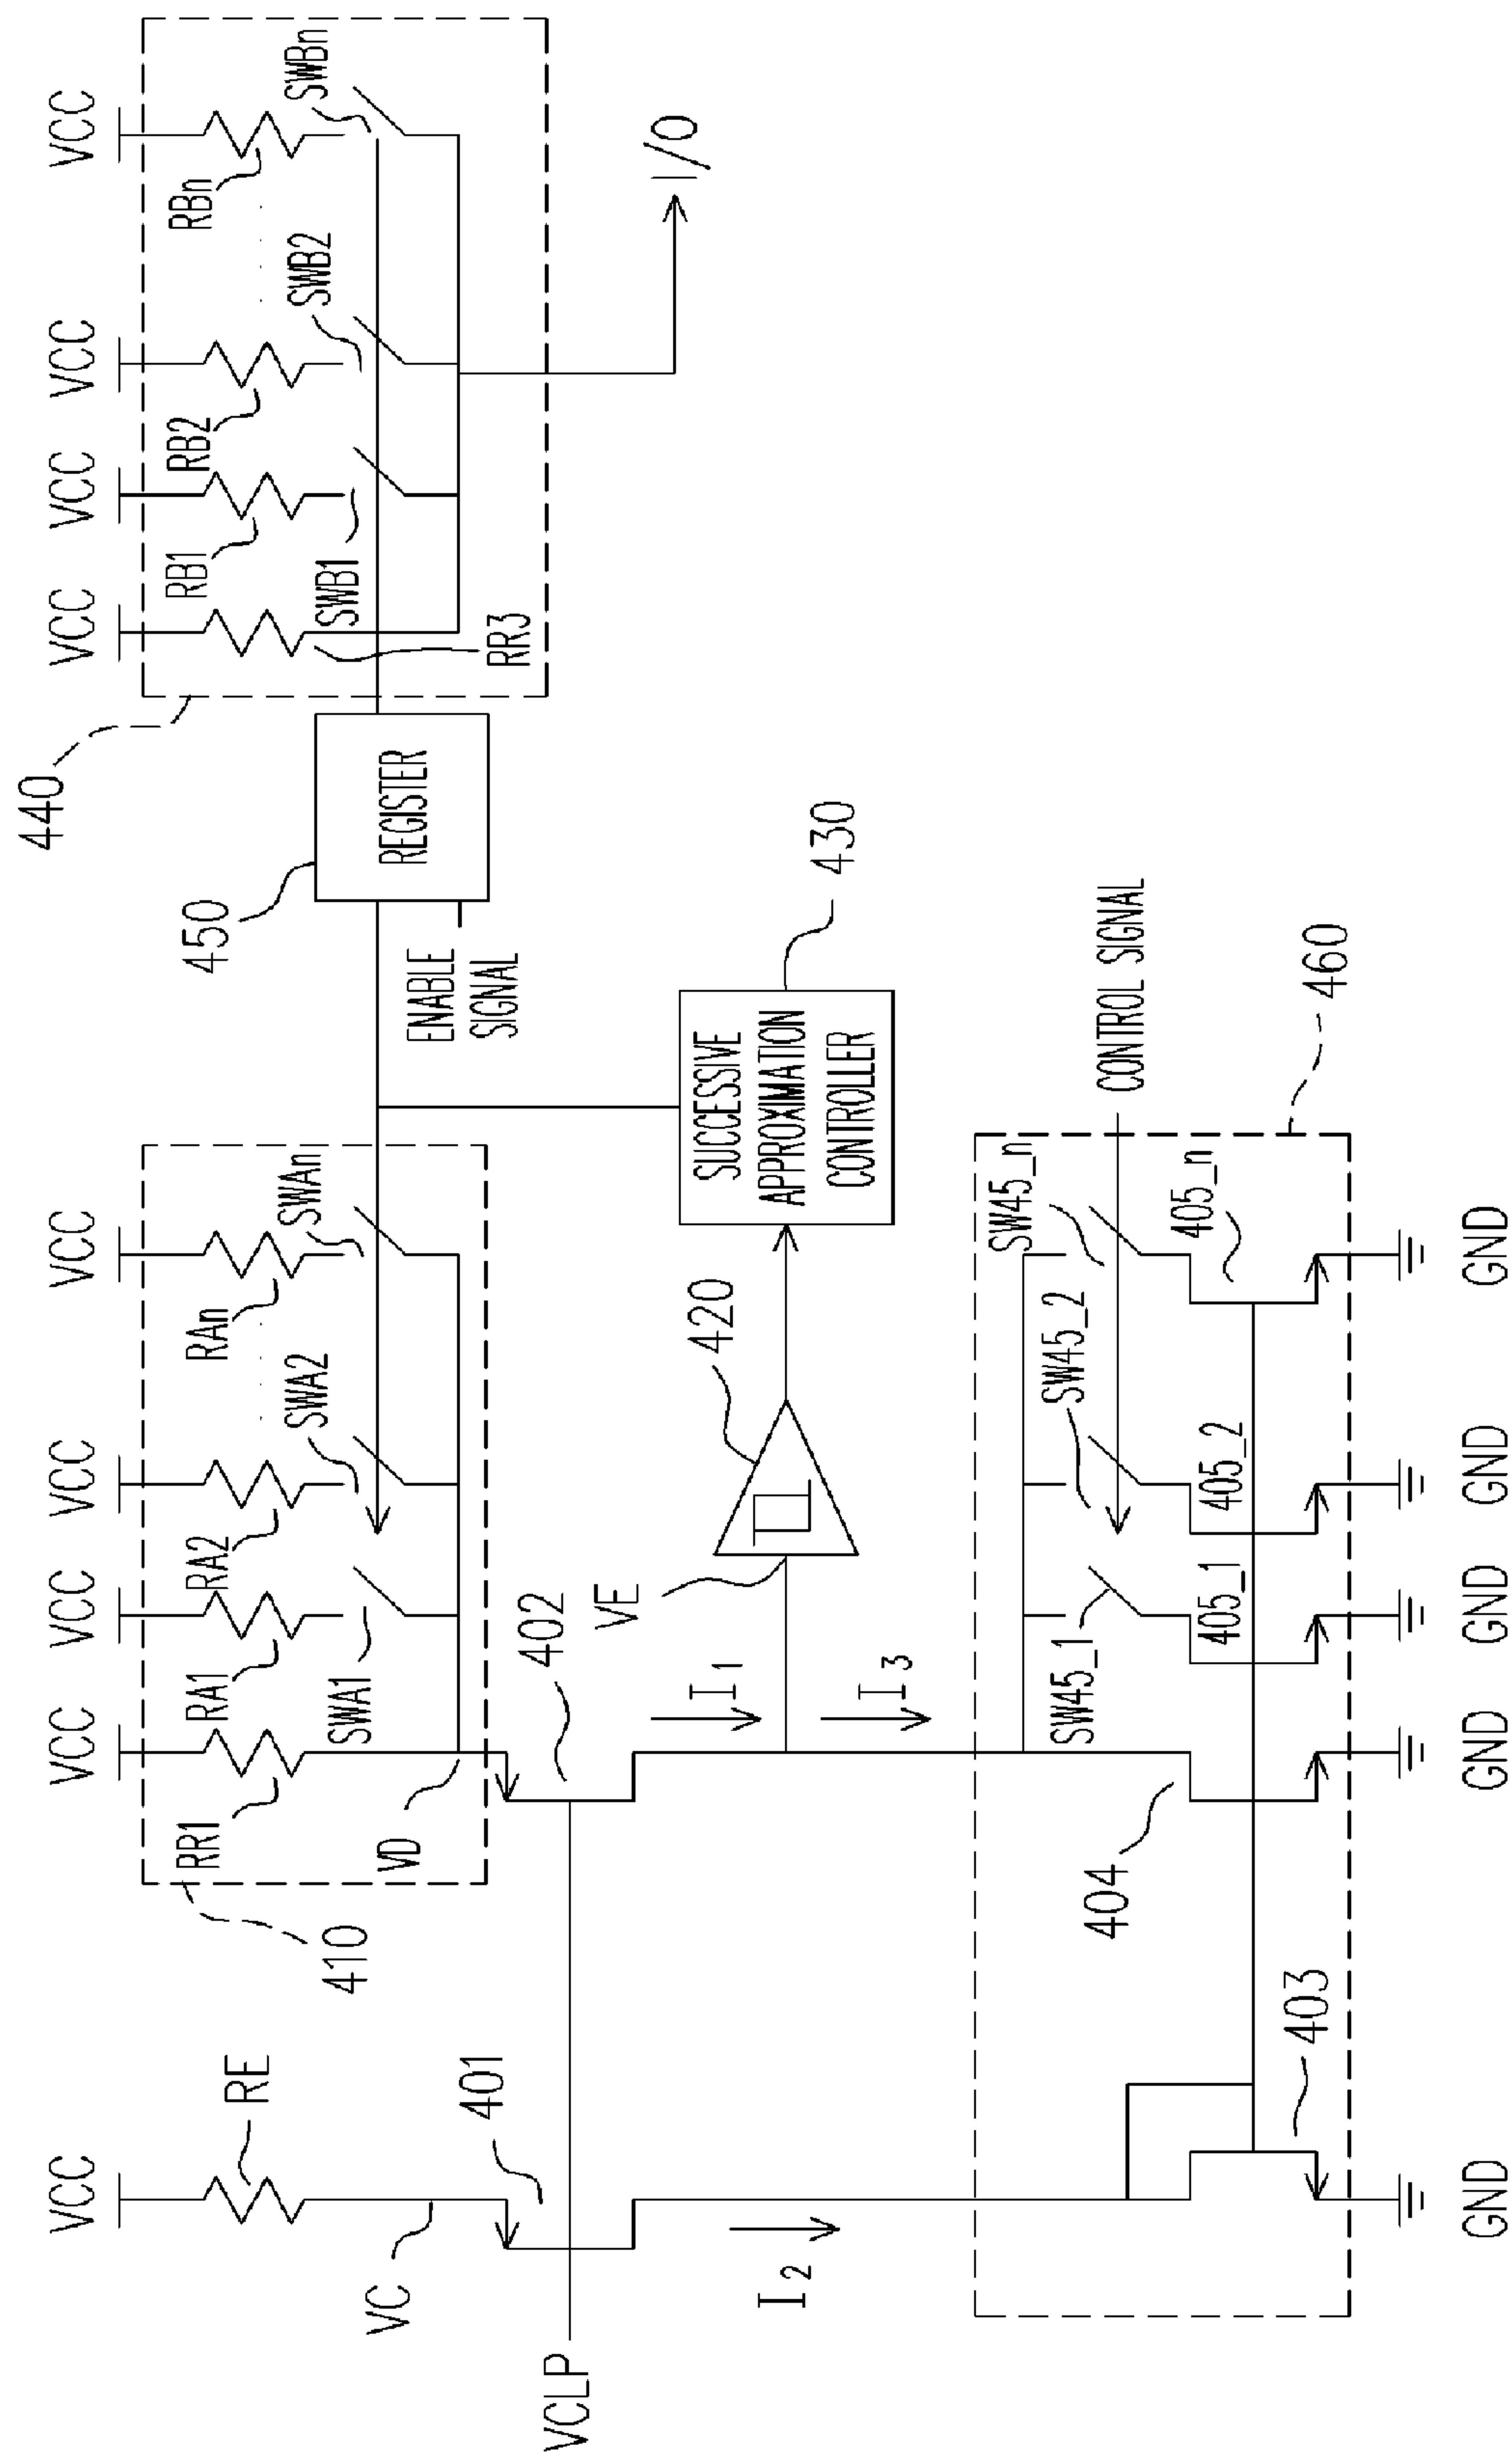 VCC
VCC
VCC
VCC
VCC
VCC
VCC
VCC
VCC
440
RE
RR1
RA1
RA2
RAn
RB1
RB2
RBn
410
SWA1
SWA2
SWAn
450
REGISTER
SWB1
SWB2
SWBn
VC
VD
ENABLE
SIGNAL
RR3
401
402
VCLP
VE
420
SUCCESSIVE
APPROXIMATION
CONTROLLER
430
I/O
I1
I2
I3
SW45_1
SW45_2
SW45_n
CONTROL SIGNAL
404
405_1
405_2
405_n
403
460
GND
GND
GND
GND
GND